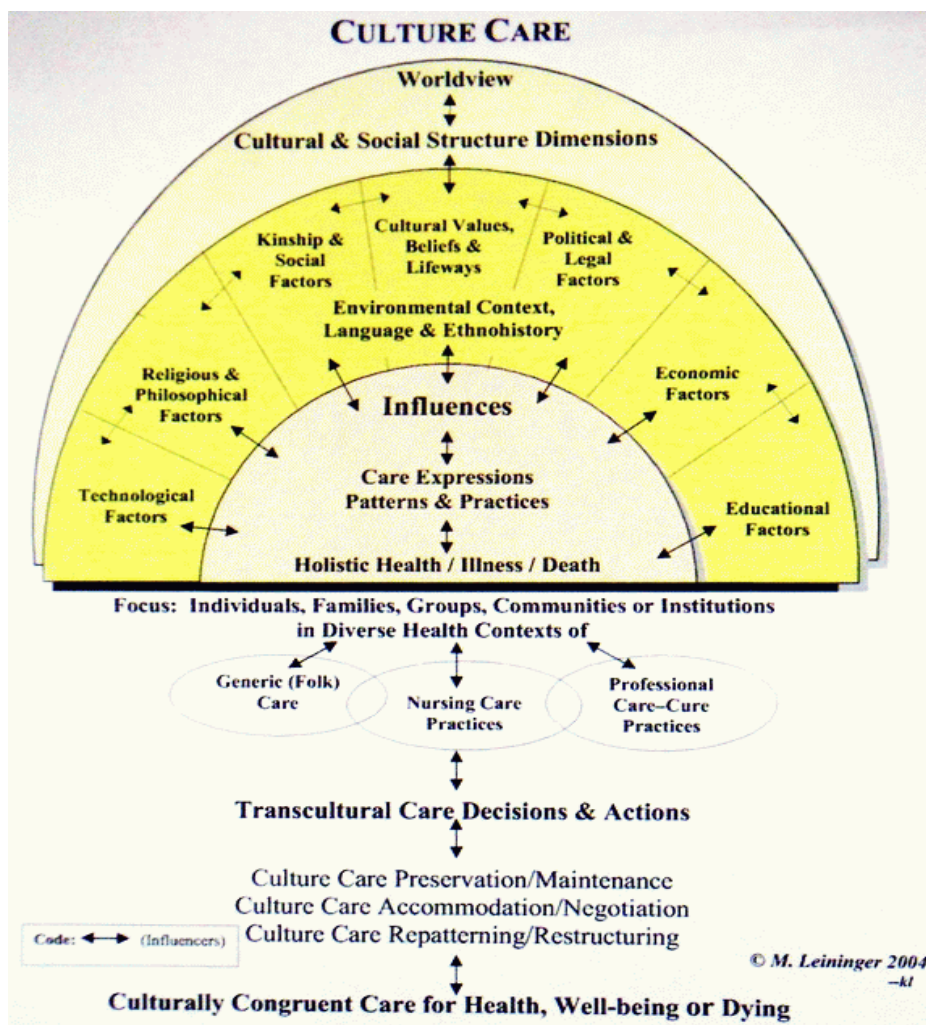 CULTURE CARE
Worldview
Cultural & Social Structure Dimensions
Kinship &
Social
Factors
Cultural Values,
Beliefs &
Lifeways
Political &
Legal
Factors
Environmental Context,
Language & Ethnohistory
Religious &
Philosophical
Factors
Economic
Factors
Technological
Factors
Educational
Factors
Influences
Care Expressions
Patterns & Practices
Holistic Health / Illness / Death
Focus: Individuals, Families, Groups, Communities or Institutions
in Diverse Health Contexts of
Generic (Folk)
Care
Nursing Care
Practices
Professional
Care–Cure
Practices
Transcultural Care Decisions & Actions
Culture Care Preservation/Maintenance
Culture Care Accommodation/Negotiation
Culture Care Repatterning/Restructuring
Code: (Influencers)
© M. Leininger 2004
–kl
Culturally Congruent Care for Health, Well-being or Dying